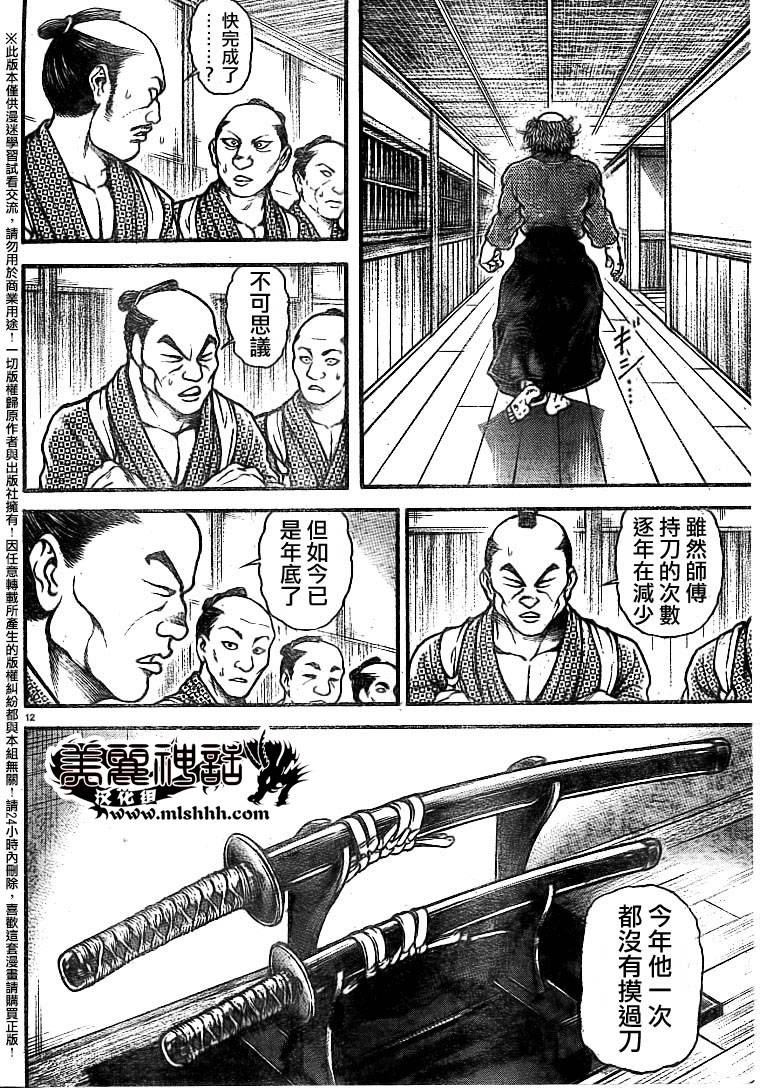 ※此版本僅供漫迷學習試看交流，請勿用於商業用途！一切版權歸原作者與出版社擁有！因任意轉載所產生的版權糾紛都與本組無關！請24小時內刪除，喜歡這套漫畫請購買正版！
ギシ…
快完成了
………？
不可思議
雖然師傅
持刀的次數
逐年在減少
但如今已
是年底了
12
美麗神話
汉化组
www.mlshhh.com
今年他一次
都沒有摸過刀